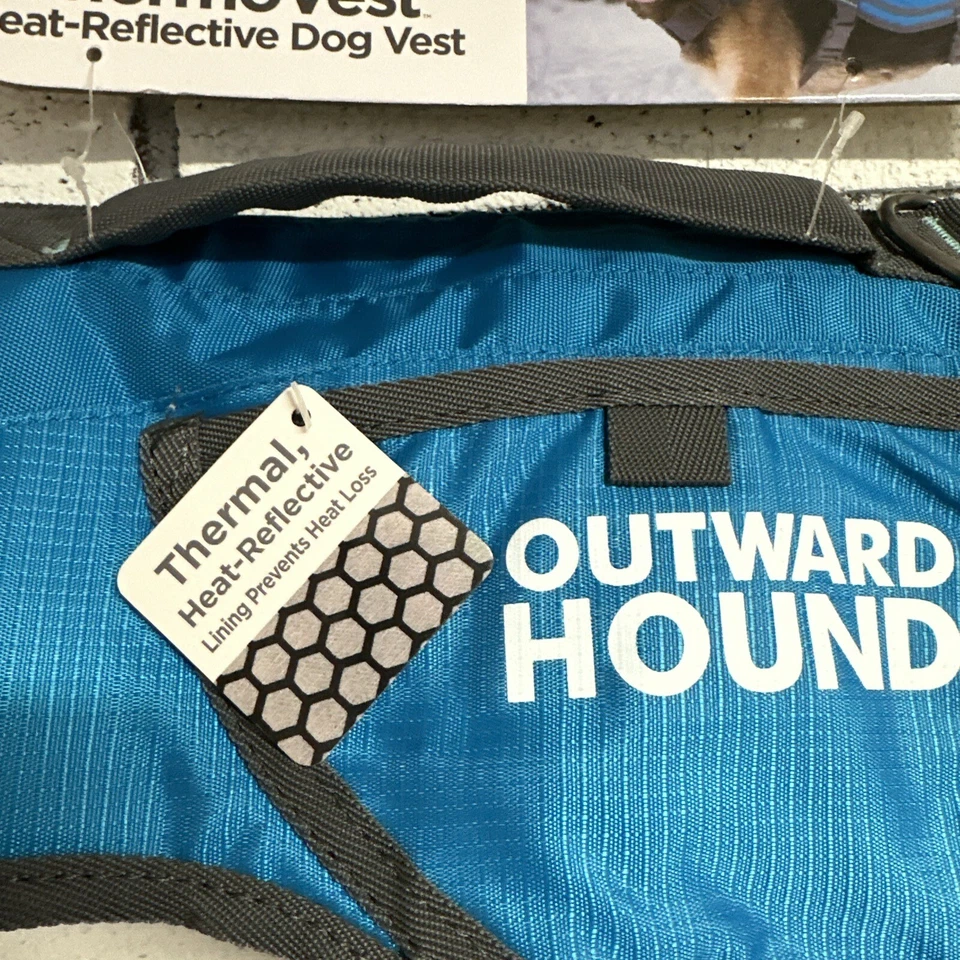 Heat-Reflective Dog Vest
Thermal,
Heat-Reflective
Lining Prevents Heat Loss
OUTWARD
HOUND